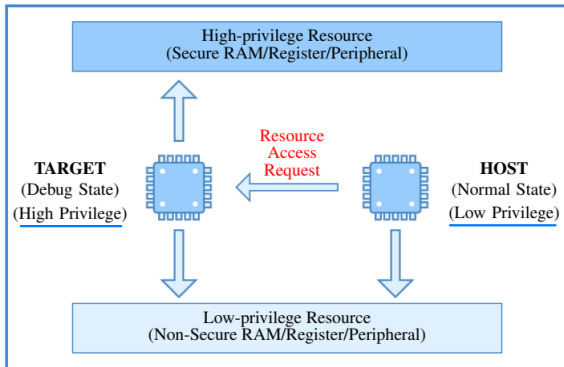 High-privilege Resource
(Secure RAM/Register/Peripheral)
Resource
Access
Request
TARGET
(Debug State)
(High Privilege)
HOST
(Normal State)
(Low Privilege)
Low-privilege Resource
(Non-Secure RAM/Register/Peripheral)